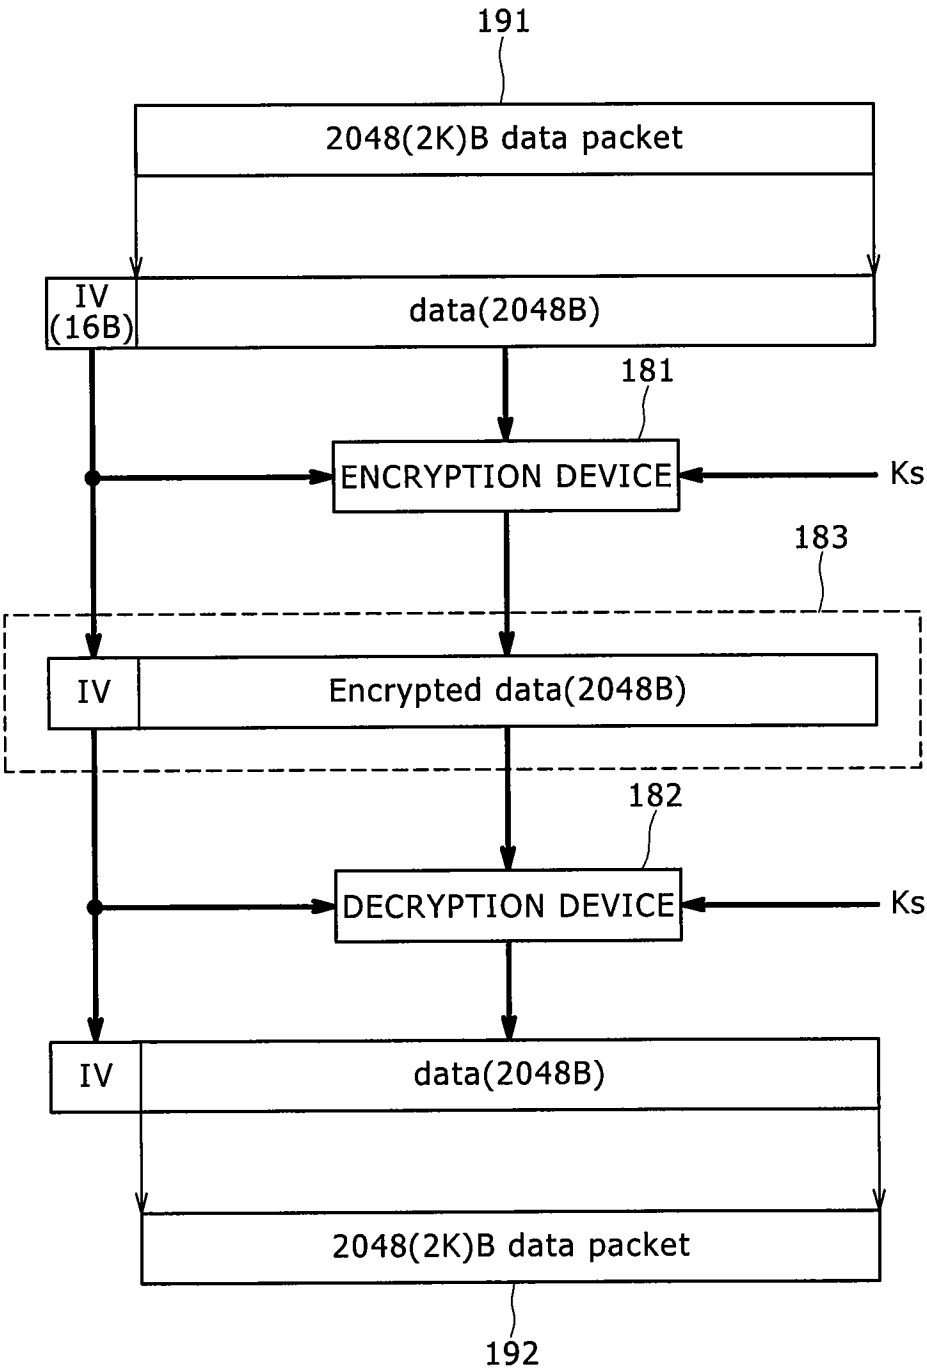 191
2048(2K)B data packet
IV
(16B)
data(2048B)
181
ENCRYPTION DEVICE
Ks
183
IV
Encrypted data(2048B)
182
DECRYPTION DEVICE
Ks
IV
data(2048B)
2048(2K)B data packet
192